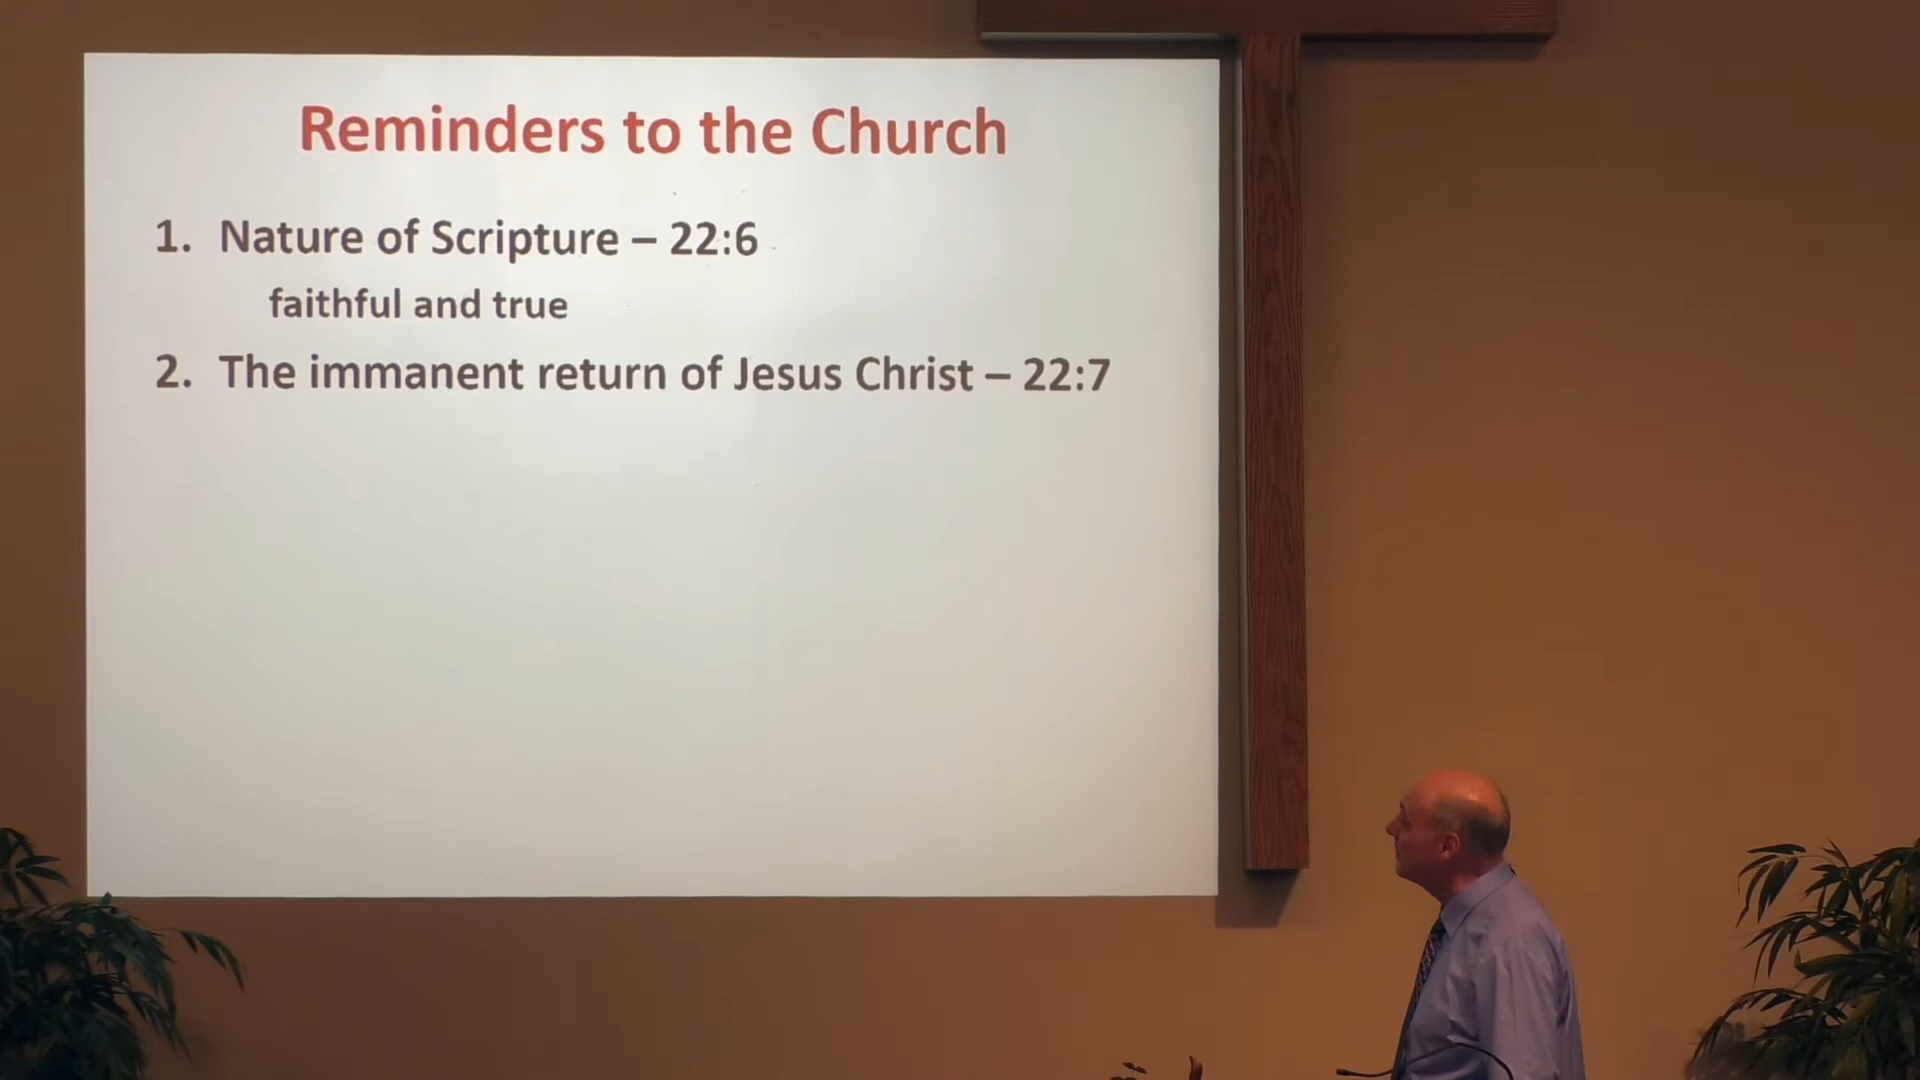 Reminders to the Church
1. Nature of Scripture – 22:6
faithful and true
2. The immanent return of Jesus Christ – 22:7